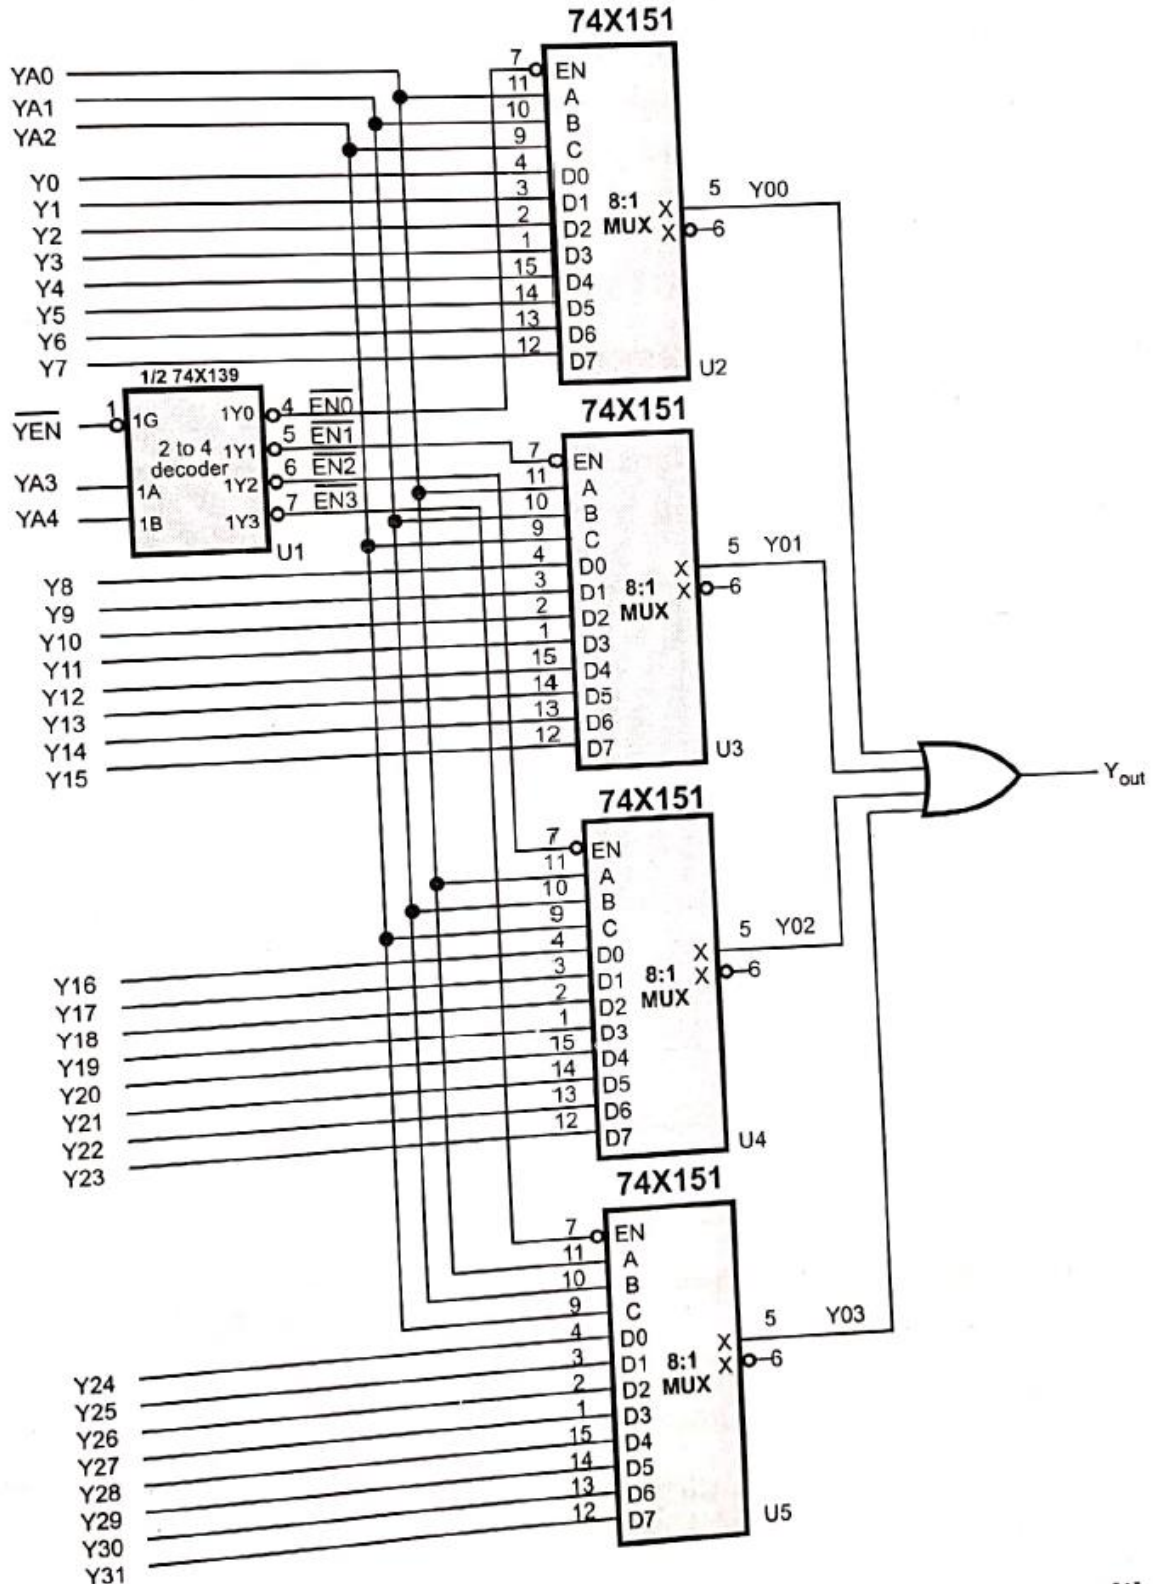 74X151
YA0
YA1
YA2
Y0
Y1
Y2
Y3
Y4
Y5
Y6
Y7
7
11
10
9
4
3
2
1
15
14
13
12
EN
A
B
C
D0
D1
D2
D3
D4
D5
D6
D7
8:1
MUX
X
X
5 Y00
6
U2
1/2 74X139
YEN
YA3
YA4
1
1G
1A
1B
2 to 4
decoder
1Y0
1Y1
1Y2
1Y3
4 EN0
5 EN1
6 EN2
7 EN3
U1
74X151
Y8
Y9
Y10
Y11
Y12
Y13
Y14
Y15
7
11
10
9
4
3
2
1
15
14
13
12
EN
A
B
C
D0
D1
D2
D3
D4
D5
D6
D7
8:1
MUX
X
X
5 Y01
6
U3
Yout
74X151
Y16
Y17
Y18
Y19
Y20
Y21
Y22
Y23
7
11
10
9
4
3
2
1
15
14
13
12
EN
A
B
C
D0
D1
D2
D3
D4
D5
D6
D7
8:1
MUX
X
X
5 Y02
6
U4
74X151
Y24
Y25
Y26
Y27
Y28
Y29
Y30
Y31
7
11
10
9
4
3
2
1
15
14
13
12
EN
A
B
C
D0
D1
D2
D3
D4
D5
D6
D7
8:1
MUX
X
X
5 Y03
6
U5